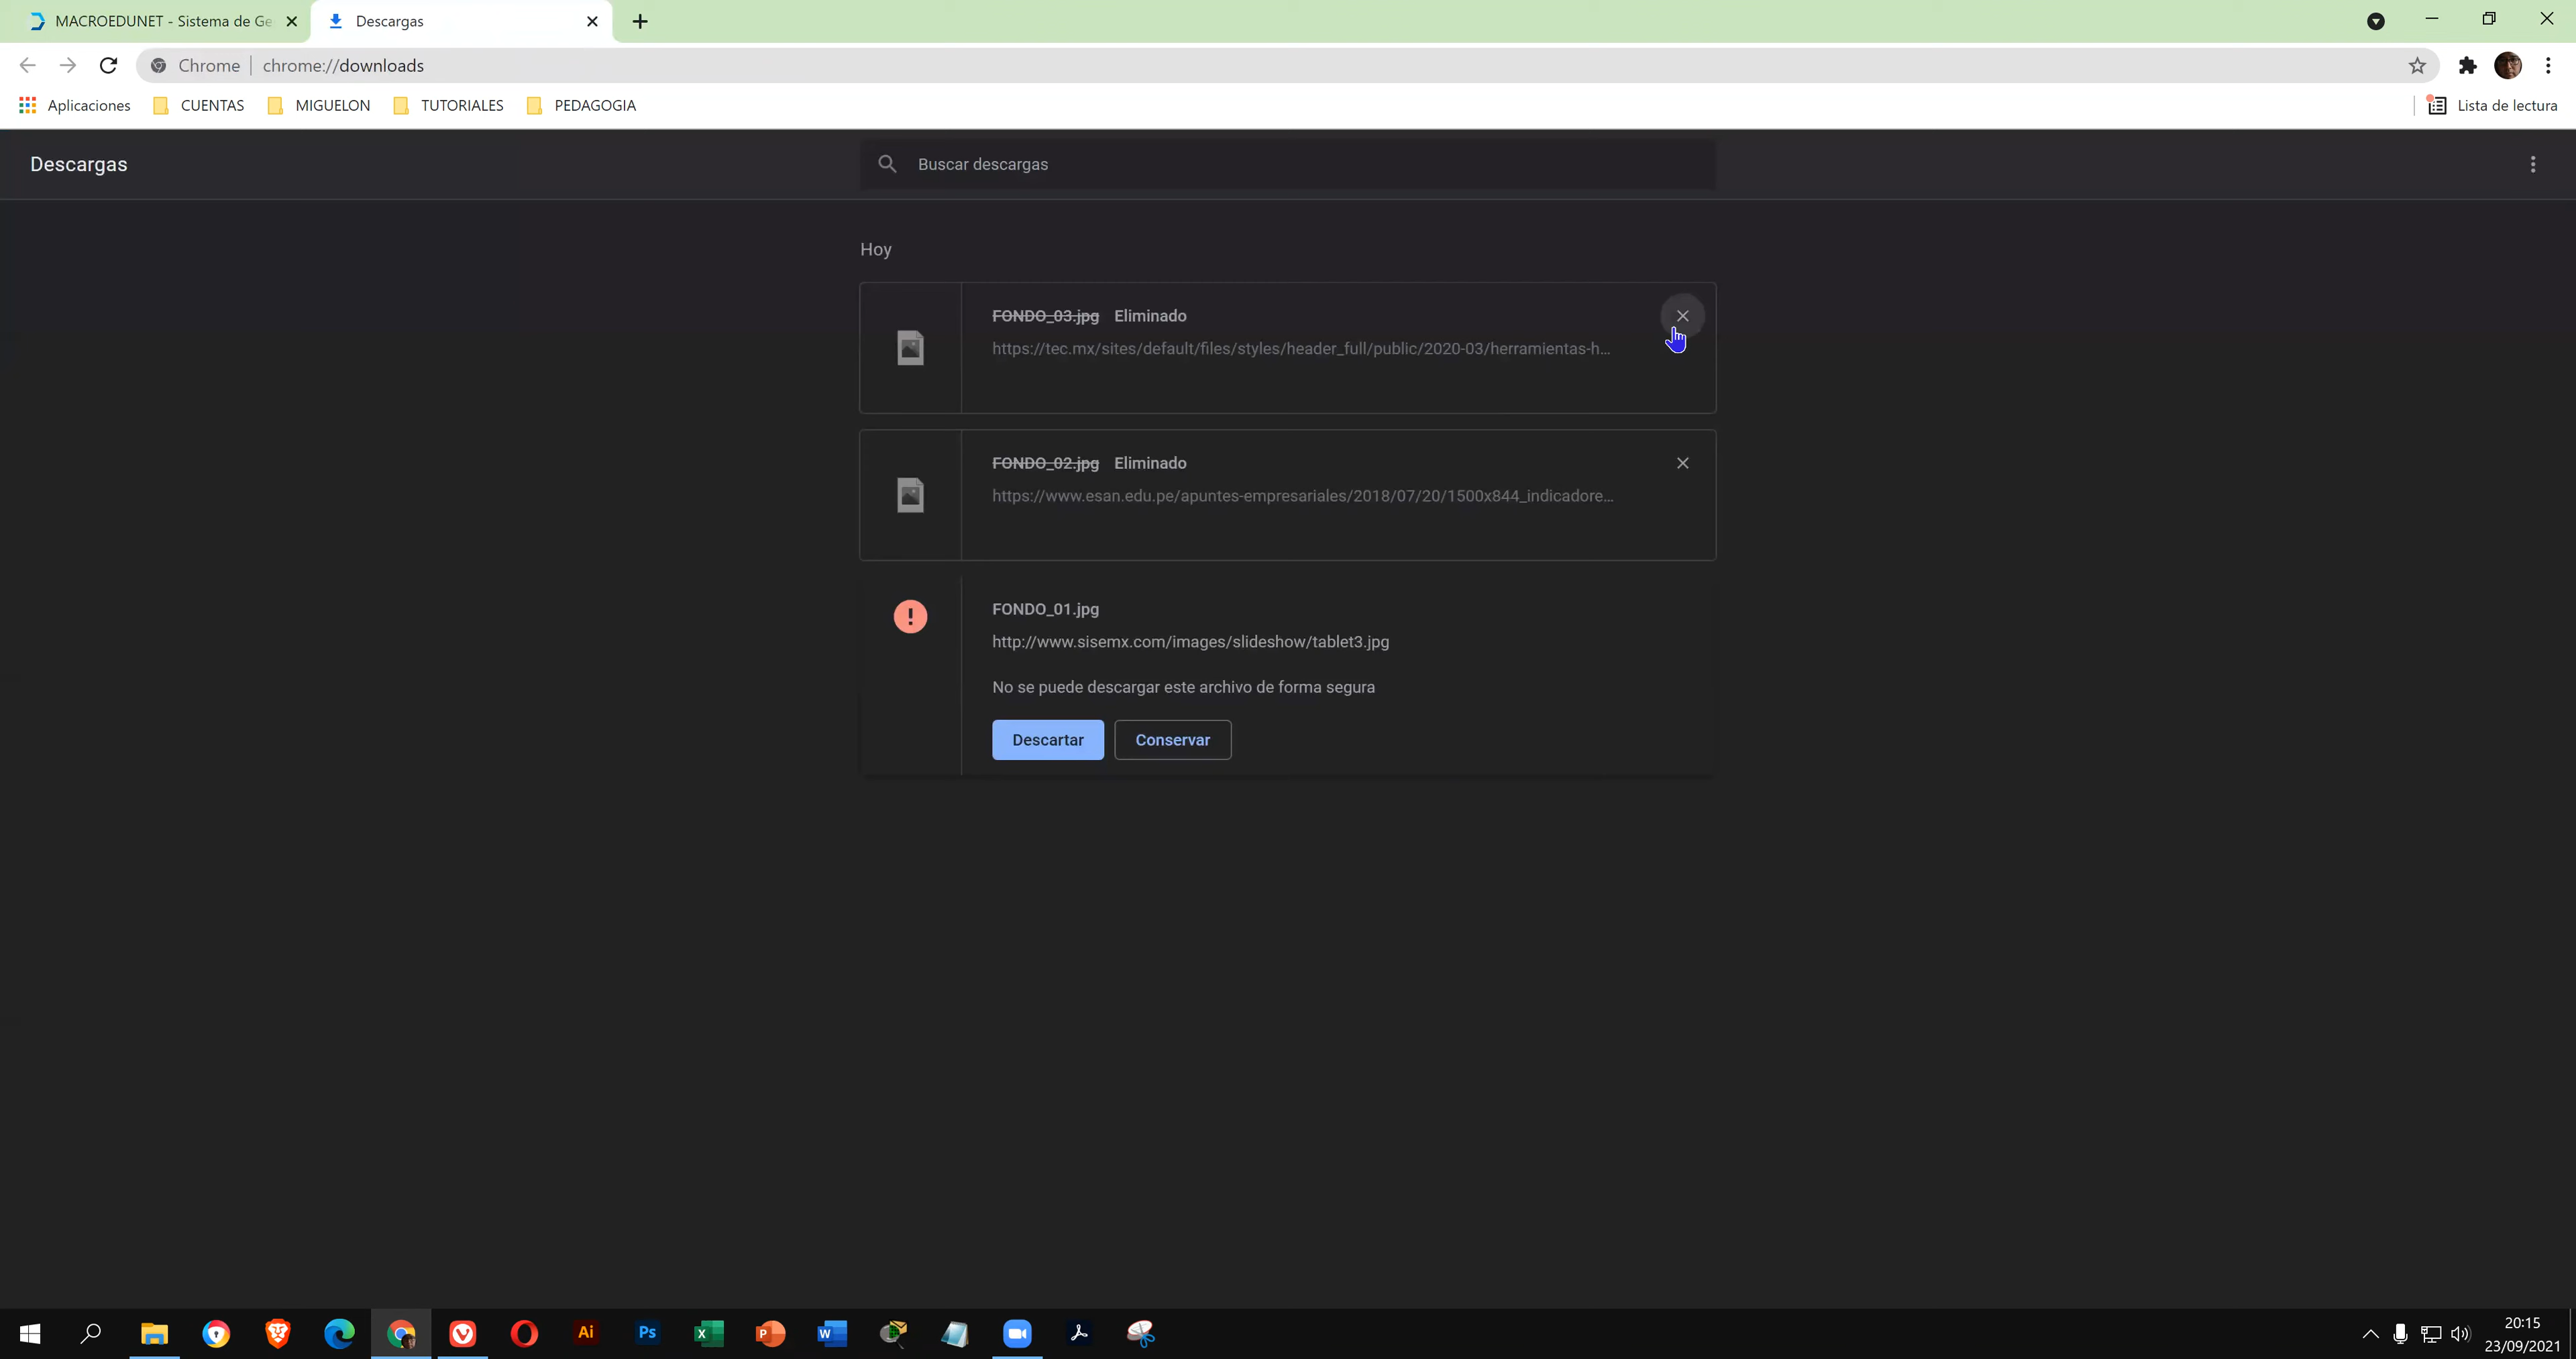 MACROEDUNET - Sistema de Ge
Descargas
Chrome
chrome://downloads
Aplicaciones
CUENTAS
MIGUELON
TUTORIALES
PEDAGOGIA
Lista de lectura
Descargas
Buscar descargas
Hoy
FONDO_03.jpg Eliminado
https://tec.mx/sites/default/files/styles/header_full/public/2020-03/herramientas-h...
FONDO_02.jpg Eliminado
https://www.esan.edu.pe/apuntes-empresariales/2018/07/20/1500x844_indicadore...
FONDO_01.jpg
http://www.sisemx.com/images/slideshow/tablet3.jpg
No se puede descargar este archivo de forma segura
Descartar
Conservar
Ai
Ps
X
P
W
20:15
23/09/2021